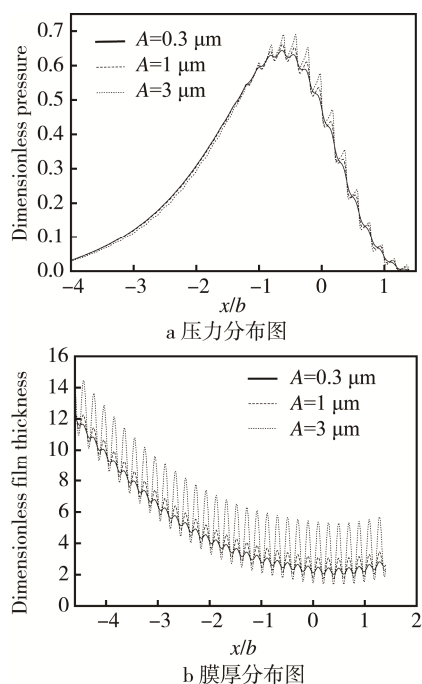 0.7
0.6
0.5
0.4
0.3
0.2
0.1
0.0
Dimensionless pressure
A=0.3 μm
A=1 μm
A=3 μm
−4
−3
−2
−1
0
1
x/b
a 压力分布图
16
14
12
10
8
6
4
2
0
Dimensionless film thickness
A=0.3 μm
A=1 μm
A=3 μm
−4
−3
−2
−1
0
1
2
x/b
b 膜厚分布图